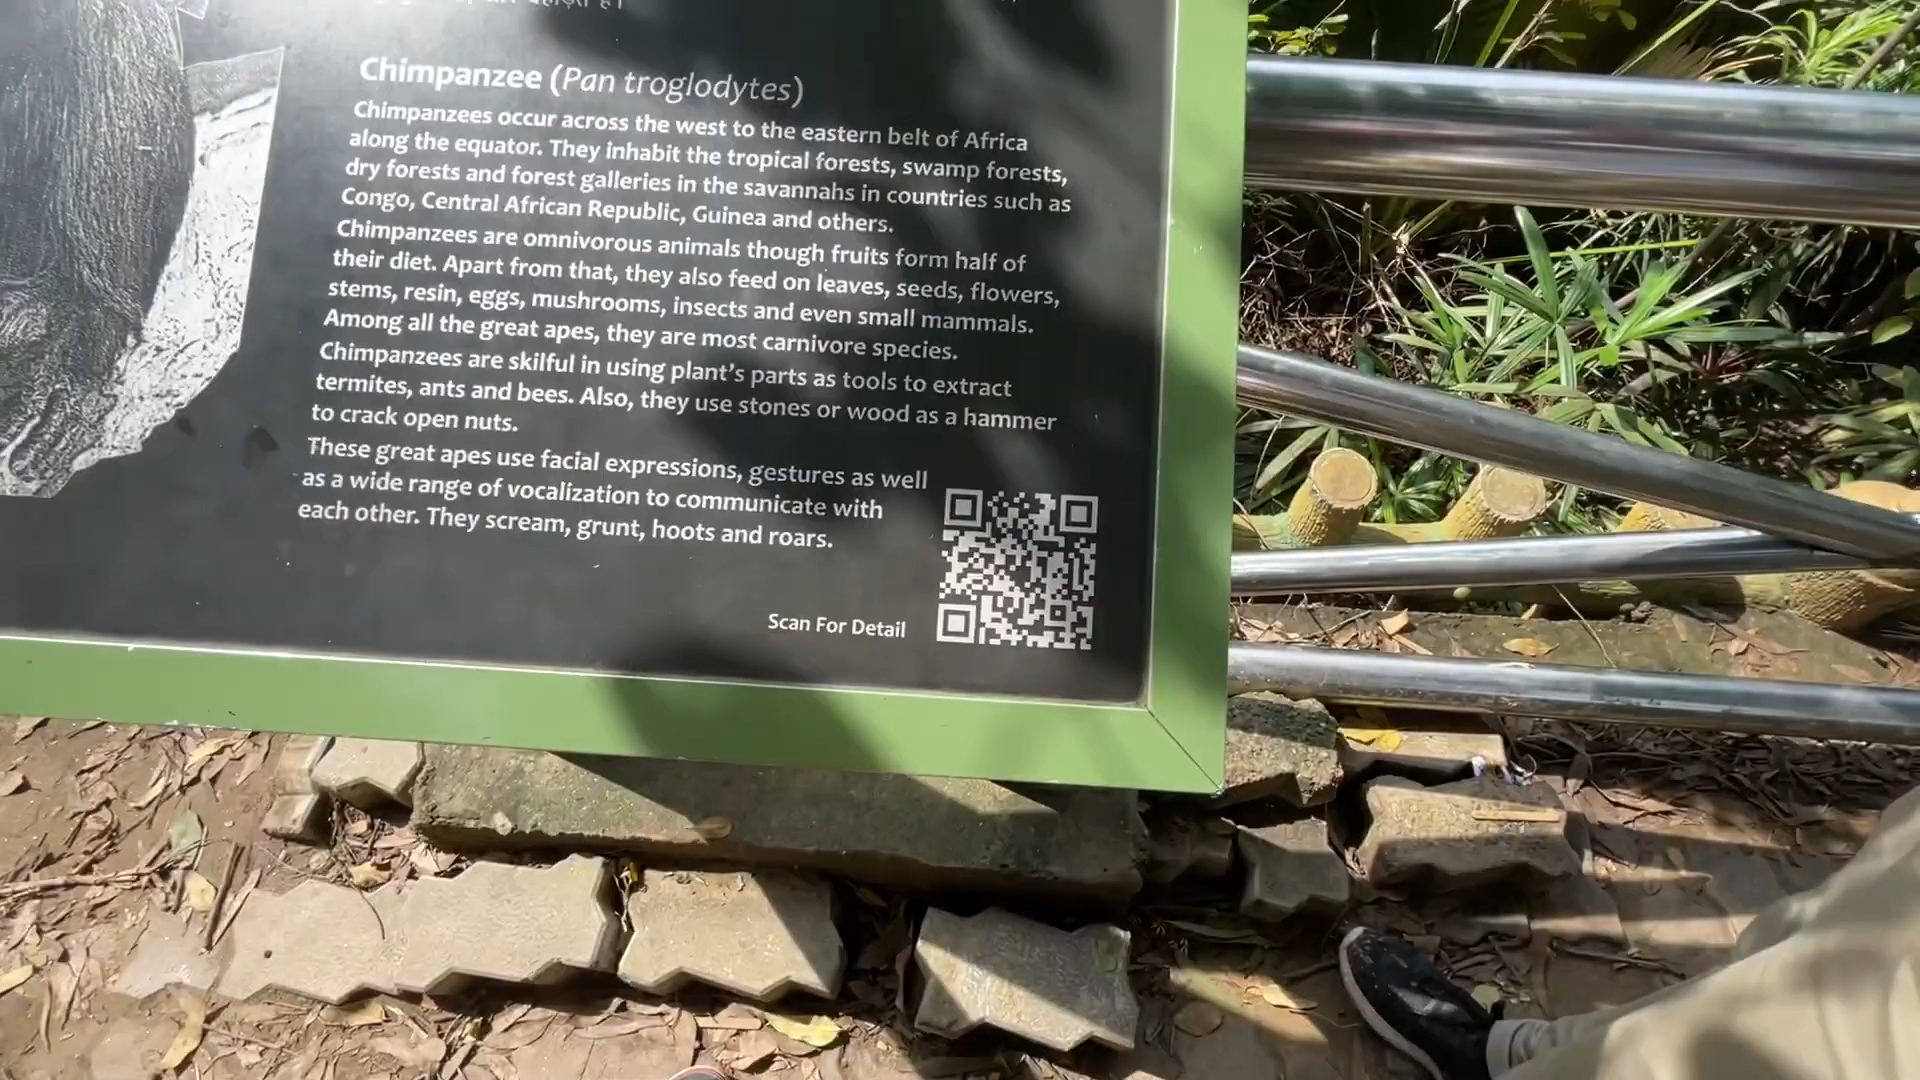 Chimpanzee (Pan troglodytes)
Chimpanzees occur across the west to the eastern belt of Africa
along the equator. They inhabit the tropical forests, swamp forests,
dry forests and forest galleries in the savannahs in countries such as
Congo, Central African Republic, Guinea and others.
Chimpanzees are omnivorous animals though fruits form half of
their diet. Apart from that, they also feed on leaves, seeds, flowers,
stems, resin, eggs, mushrooms, insects and even small mammals.
Among all the great apes, they are most carnivore species.
Chimpanzees are skilful in using plant's parts as tools to extract
termites, ants and bees. Also, they use stones or wood as a hammer
to crack open nuts.
These great apes use facial expressions, gestures as well
as a wide range of vocalization to communicate with
each other. They scream, grunt, hoots and roars.
Scan For Detail